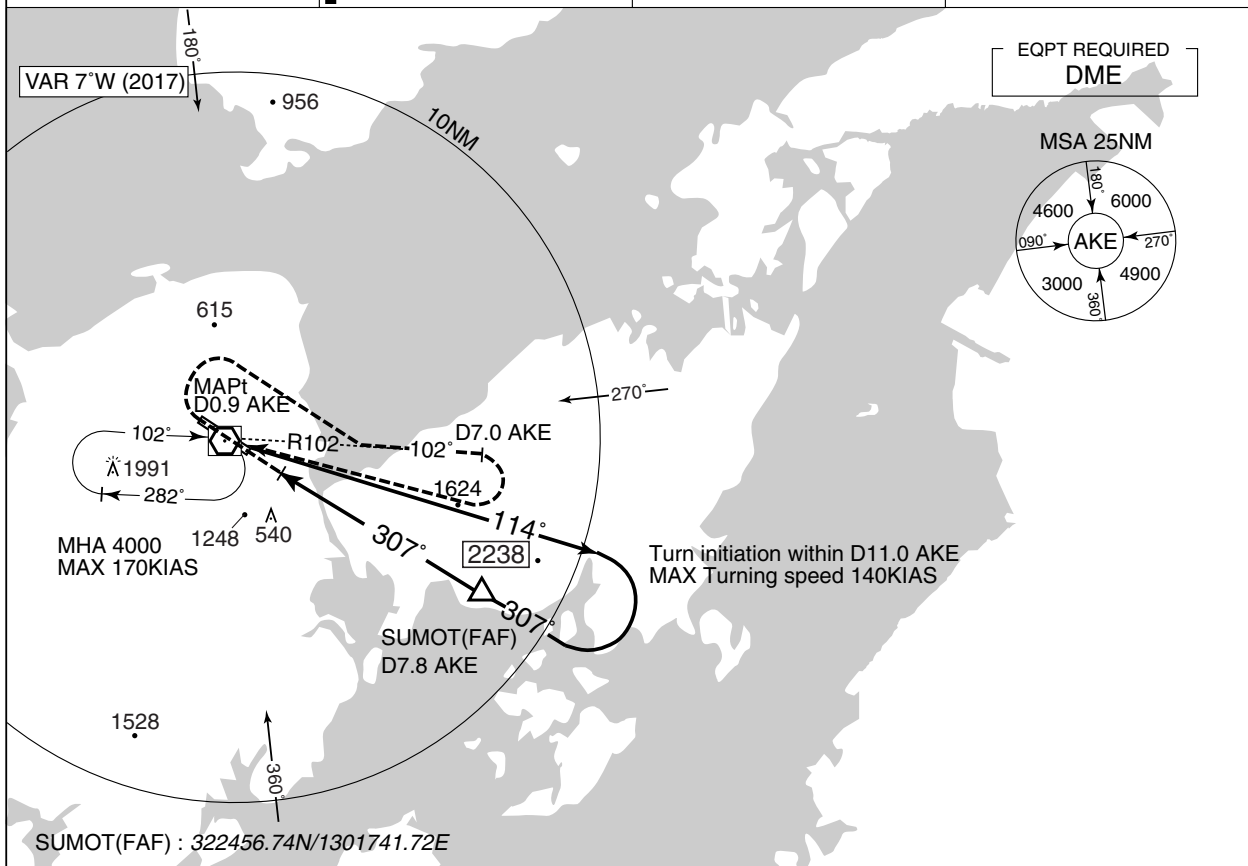 180°
VAR 7°W (2017)
956
10NM
EQPT REQUIRED
DME
MSA 25NM
180°
4600
6000
090°
AKE
270°
3000
4900
360°
615
MAPt
D0.9 AKE
270°
102°
R102
102°
D7.0 AKE
1991
282°
1624
114°
1248
540
307°
2238
MHA 4000
MAX 170KIAS
Turn initiation within D11.0 AKE
MAX Turning speed 140KIAS
307°
SUMOT(FAF)
D7.8 AKE
1528
360°
SUMOT(FAF) : 322456.74N/1301741.72E